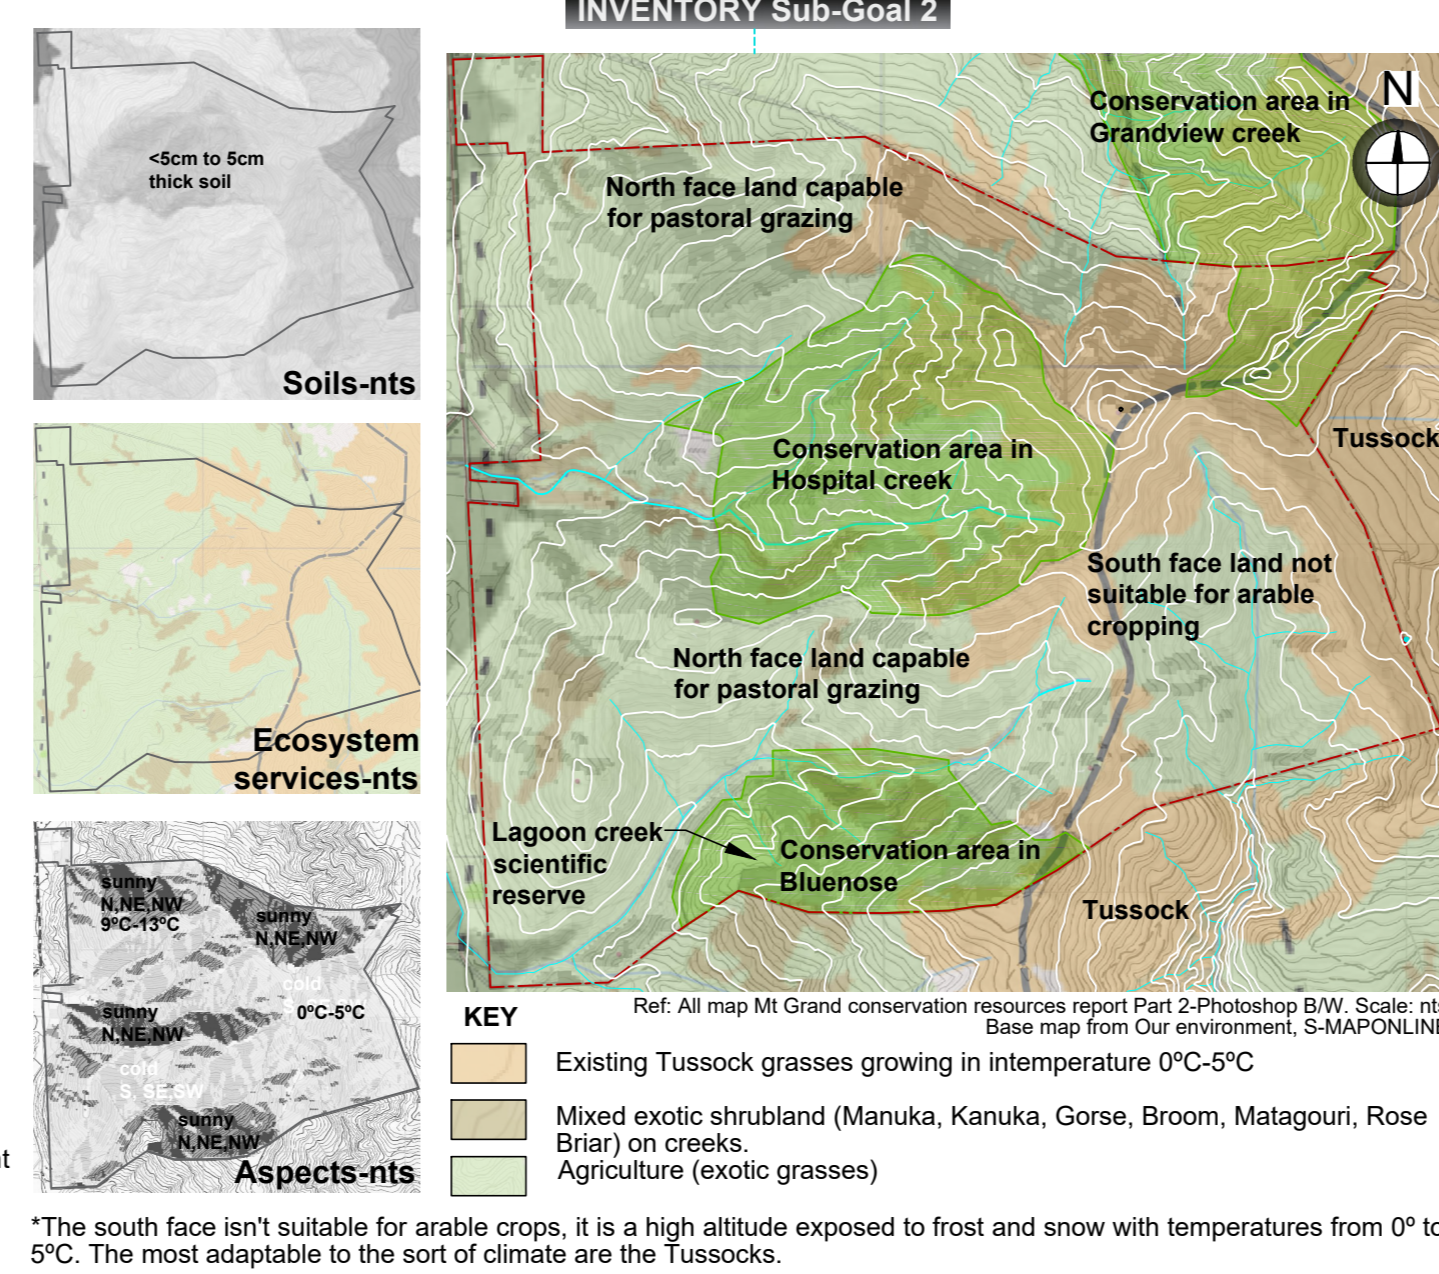 INVENTORY Sub-Goal 2
<5cm to 5cm
thick soil
Soils-nts
Ecosystem
services-nts
sunny
N,NE,NW
9ºC-13ºC
sunny
N,NE,NW
cold
0ºC-5ºC
sunny
N,NE,NW
cold
S, SE,SW
sunny
N,NE,NW
Aspects-nts
N
Conservation area in
Grandview creek
North face land capable
for pastoral grazing
Tussock
Conservation area in
Hospital creek
South face land not
suitable for arable
cropping
North face land capable
for pastoral grazing
Lagoon creek
scientific
reserve
Conservation area in
Bluenose
Tussock
Ref: All map Mt Grand conservation resources report Part 2-Photoshop B/W. Scale: nts
Base map from Our environment, S-MAPONLINE
KEY
Existing Tussock grasses growing in intemperature 0ºC-5ºC
Mixed exotic shrubland (Manuka, Kanuka, Gorse, Broom, Matagouri, Rose
Briar) on creeks.
Agriculture (exotic grasses)
*The south face isn't suitable for arable crops, it is a high altitude exposed to frost and snow with temperatures from 0º to
5ºC. The most adaptable to the sort of climate are the Tussocks.